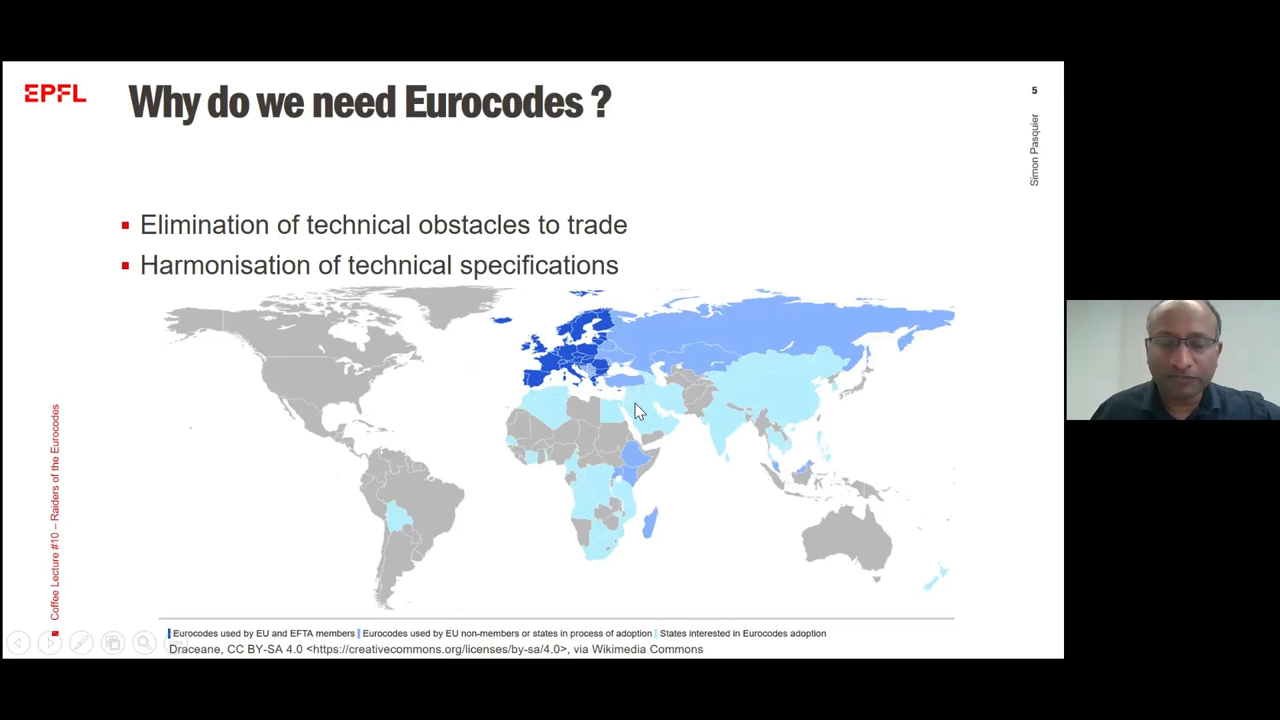 EPFL
Why do we need Eurocodes ?
5
Simon Pasquier
Elimination of technical obstacles to trade
Harmonisation of technical specifications
Coffee Lecture #10 – Raiders of the Eurocodes
Eurocodes used by EU and EFTA members Eurocodes used by EU non-members or states in process of adoption States interested in Eurocodes adoption
Draceane, CC BY-SA 4.0 <https://creativecommons.org/licenses/by-sa/4.0>, via Wikimedia Commons